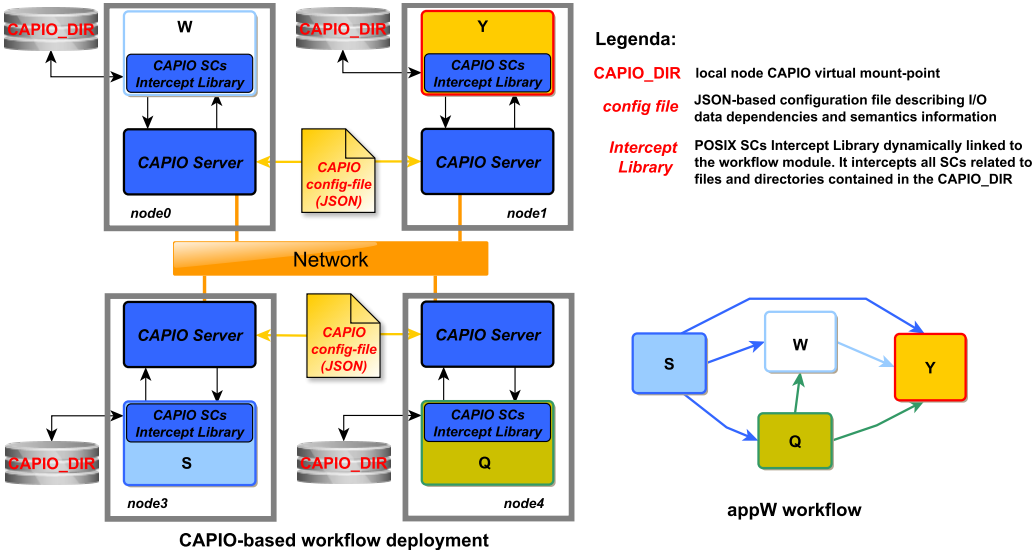 CAPIO_DIR
W
CAPIO SCs
Intercept Library
CAPIO Server
node0
CAPIO_DIR
Y
CAPIO SCs
Intercept Library
CAPIO Server
node1
CAPIO
config-file
(JSON)
Network
CAPIO Server
CAPIO SCs
Intercept Library
S
CAPIO_DIR
node3
CAPIO
config-file
(JSON)
CAPIO Server
CAPIO SCs
Intercept Library
Q
CAPIO_DIR
node4
CAPIO-based workflow deployment
Legenda:
CAPIO_DIR local node CAPIO virtual mount-point
config file JSON-based configuration file describing I/O
data dependencies and semantics information
Intercept POSIX SCs Intercept Library dynamically linked to
Library the workflow module. It intercepts all SCs related to
files and directories contained in the CAPIO_DIR
S
W
Y
Q
appW workflow